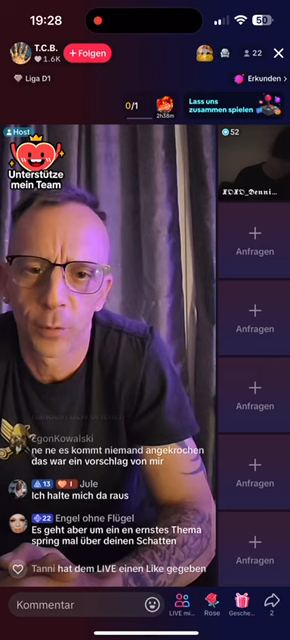 19:28
50
T.C.B.
1.6K
+ Folgen
22
Liga D1
Erkunden >
0/1
2h38m
Lass uns
zusammen spielen
Host
Unterstütze
mein Team
52
XOXO_Denni...
Anfragen
Anfragen
Anfragen
Anfragen
Anfragen
EgonKowalski
ne ne es kommt niemand angekrochen
das war ein vorschlag von mir
13 1 Jule
Ich halte mich da raus
22 Engel ohne Flügel
Es geht aber um ein en ernstes Thema
spring mal über deinen Schatten
Tanni hat dem LIVE einen Like gegeben
Kommentar
LIVE mi...
Rose
Gesche...
2